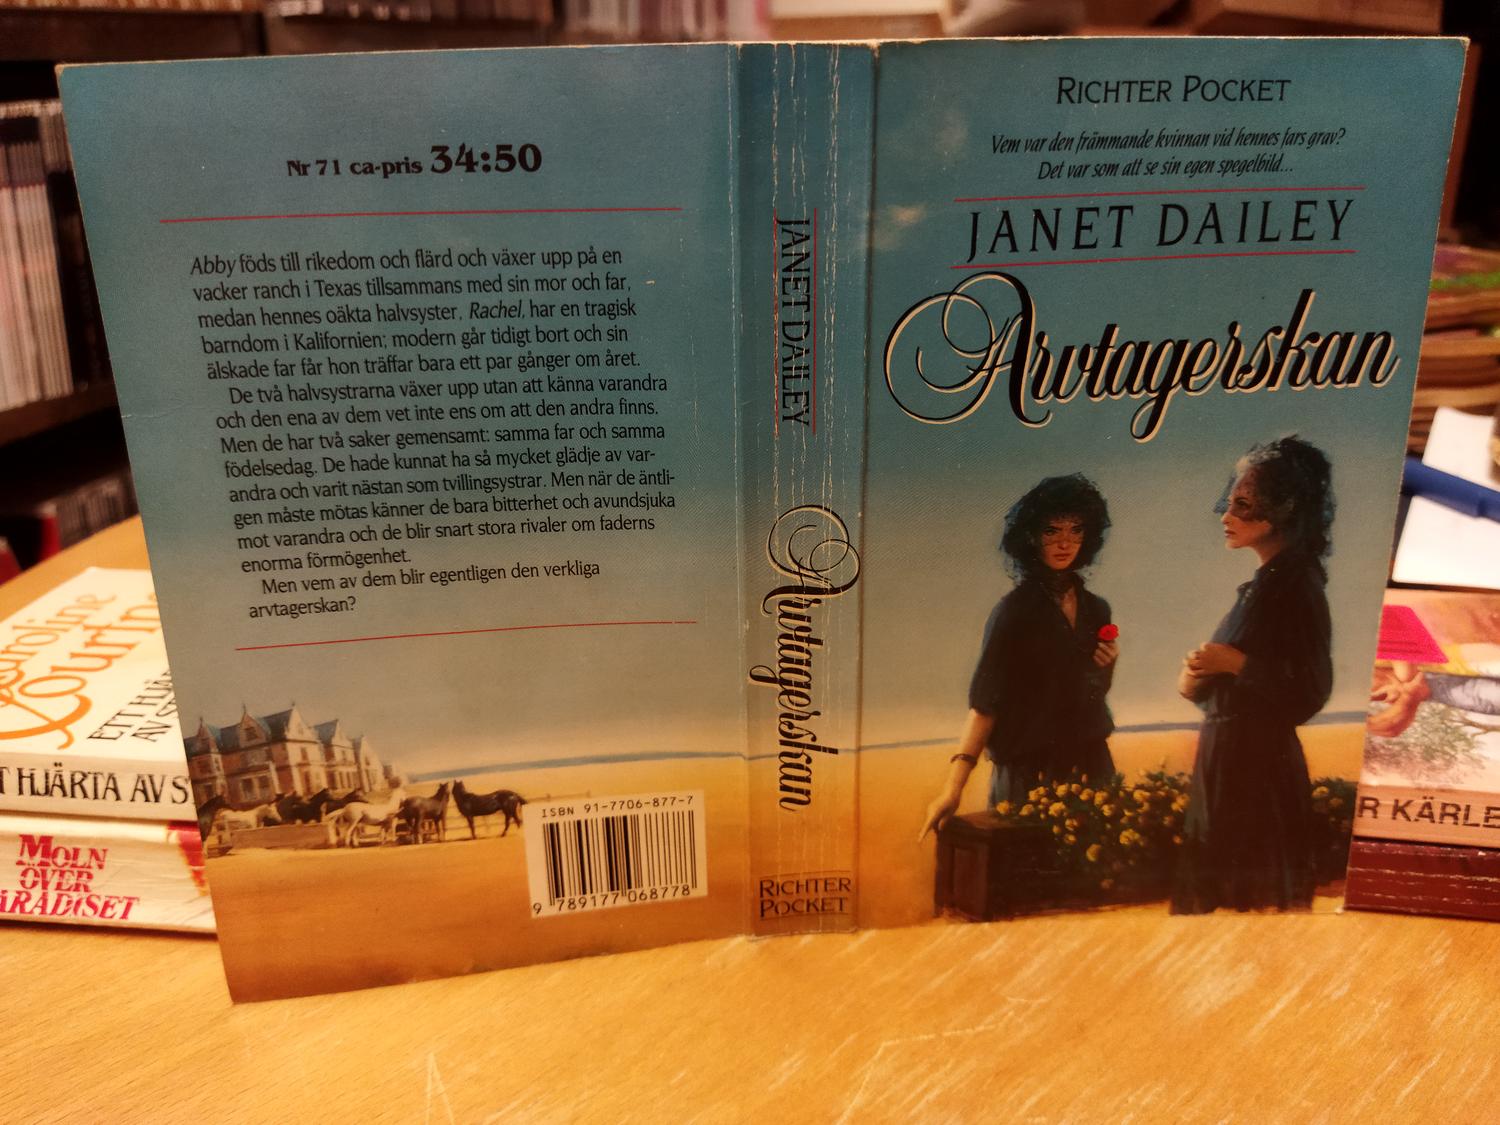 Nr 71 ca-pris 34:50
Abby föds till rikedom och flärd och växer upp på en
vacker ranch i Texas tillsammans med sin mor och far,
medan hennes oäkta halvsyster, Rachel, har en tragisk
barndom i Kalifornien; modern går tidigt bort och sin
älskade far får hon träffar bara ett par gånger om året.
De två halvsystrarna växer upp utan att känna varandra
och den ena av dem vet inte ens om att den andra finns.
Men de har två saker gemensamt: samma far och samma
födelsedag. De hade kunnat ha så mycket glädje av var-
andra och varit nästan som tvillingsystrar. Men när de äntli-
gen måste mötas känner de bara bitterhet och avundsjuka
mot varandra och de blir snart stora rivaler om faderns
enorma förmögenhet.
Men vem av dem blir egentligen den verkliga
arvtagerskan?
ISBN 91-7706-877-7
9 789177 068778
JANET DAILEY
Arvtagerskan
RICHTER
POCKET
RICHTER POCKET
Vem var den främmande kvinnan vid hennes fars grav?
Det var som att se sin egen spegelbild...
JANET DAILEY
Arvtagerskan
ETT HJÄR
T HJÄRTA AV S
MOLN
ÖVER
ARADISET
R KÄRLE